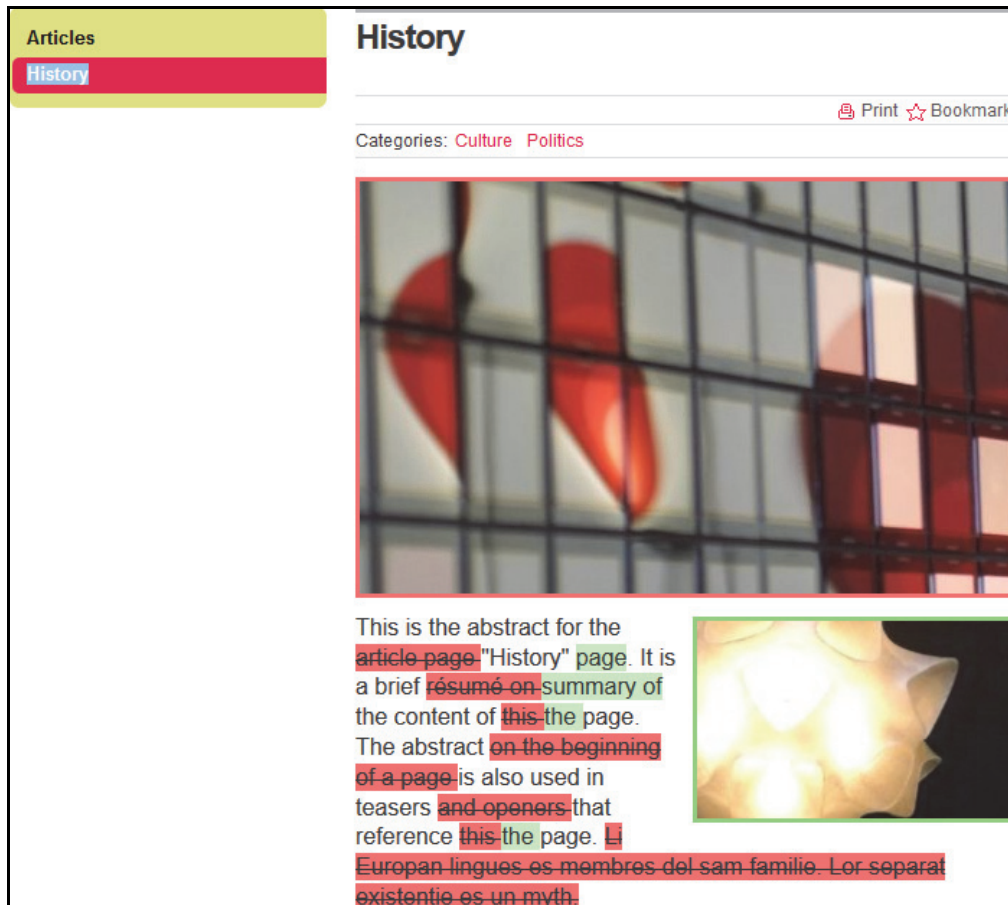 Articles
History
History
Print Bookmark
Categories: Culture Politics
This is the abstract for the
article page "History" page. It is
a brief résumé on summary of
the content of this the page.
The abstract on the beginning
of a page is also used in
teasers and openers that
reference this the page. Li
Europan lingues es membres del sam familie. Lor separat
existentie es un myth.